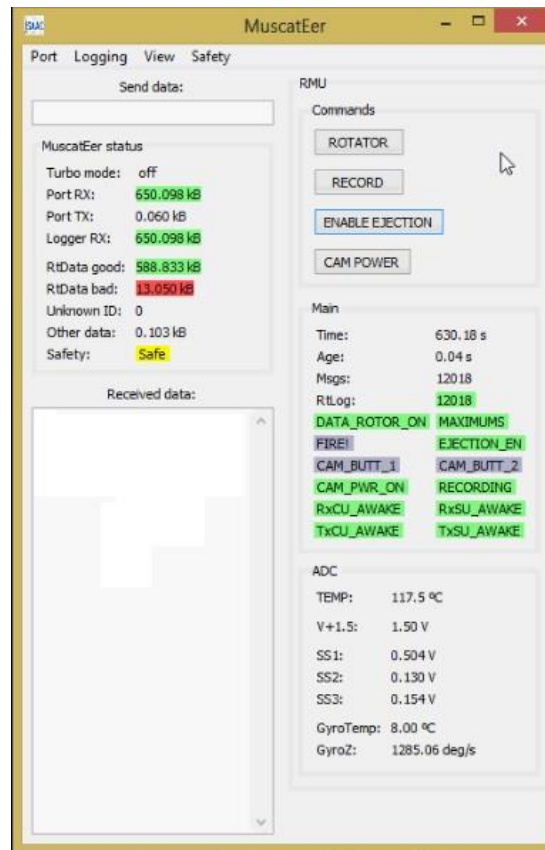 ISAAC
MuscatEer
Port Logging View Safety
Send data:
MuscatEer status
Turbo mode: off
Port RX: 650.098 kB
Port TX: 0.060 kB
Logger RX: 650.098 kB
RtData good: 588.833 kB
RtData bad: 13.050 kB
Unknown ID: 0
Other data: 0.103 kB
Safety: Safe
Received data:
RMU
Commands
ROTATOR
RECORD
ENABLE EJECTION
CAM POWER
Main
Time: 630.18 s
Age: 0.04 s
Msgs: 12018
RtLog: 12018
DATA_ROTOR_ON MAXIMUMS
FIRE! EJECTION_EN
CAM_BUTT_1 CAM_BUTT_2
CAM_PWR_ON RECORDING
RxCU_AWAKE RxSU_AWAKE
TxCU_AWAKE TxSU_AWAKE
ADC
TEMP: 117.5 ºC
V+1.5: 1.50 V
SS1: 0.504 V
SS2: 0.130 V
SS3: 0.154 V
GyroTemp: 8.00 ºC
GyroZ: 1285.06 deg/s